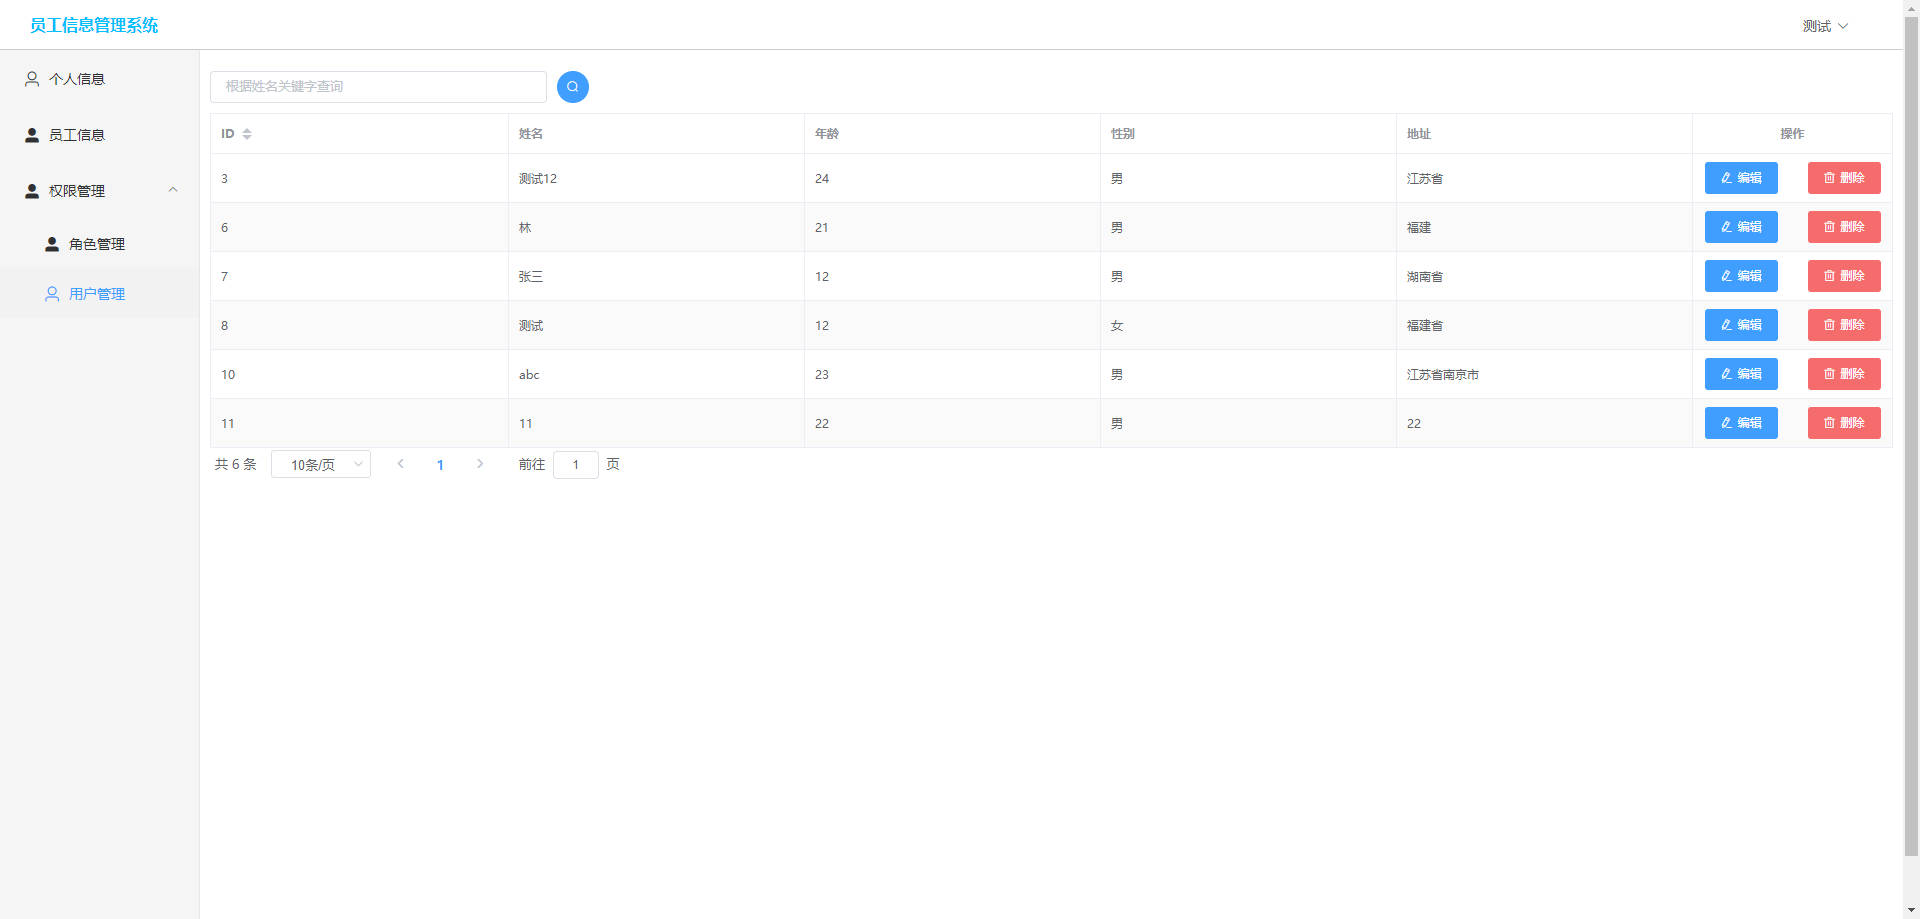 员工信息管理系统
测试
个人信息
员工信息
权限管理
角色管理
用户管理
根据姓名关键字查询
ID 姓名 年龄 性别 地址 操作
3 测试12 24 男 江苏省 编辑 删除
6 林 21 男 福建 编辑 删除
7 张三 12 男 湖南省 编辑 删除
8 测试 12 女 福建省 编辑 删除
10 abc 23 男 江苏省南京市 编辑 删除
11 11 22 男 22 编辑 删除
共 6 条 10条/页 1 前往 1 页